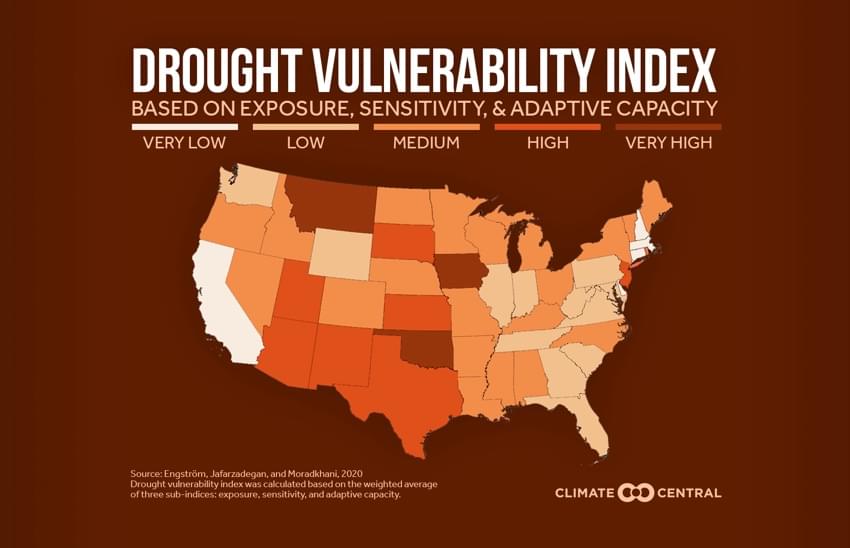 DROUGHT VULNERABILITY INDEX
BASED ON EXPOSURE, SENSITIVITY, & ADAPTIVE CAPACITY
VERY LOW LOW MEDIUM HIGH VERY HIGH
Source: Engström, Jafarzadegan, and Moradkhani, 2020
Drought vulnerability index was calculated based on the weighted average
of three sub-indices: exposure, sensitivity, and adaptive capacity.
CLIMATE CENTRAL